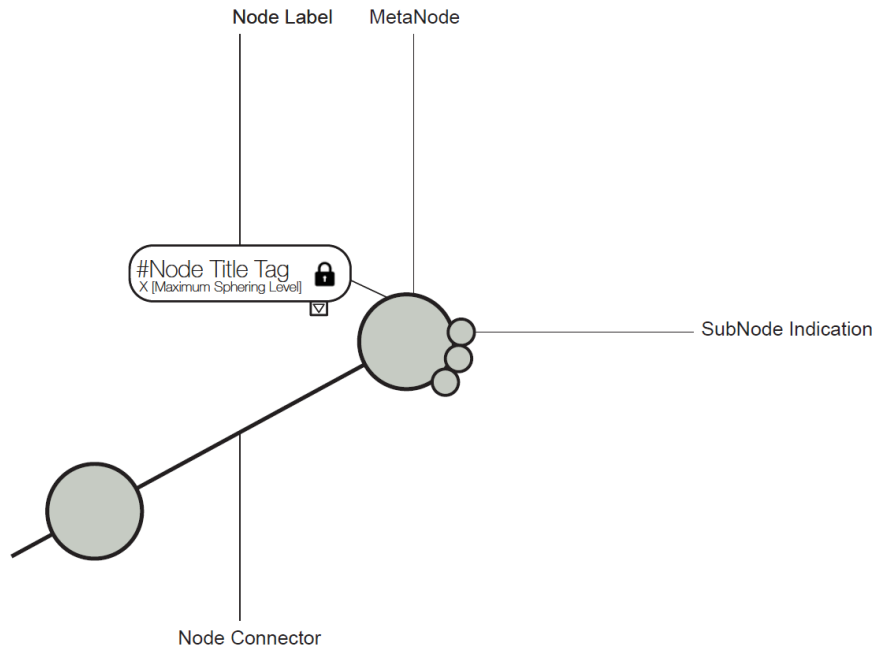 Node Label
MetaNode
#Node Title Tag
X [Maximum Sphering Level]
SubNode Indication
Node Connector